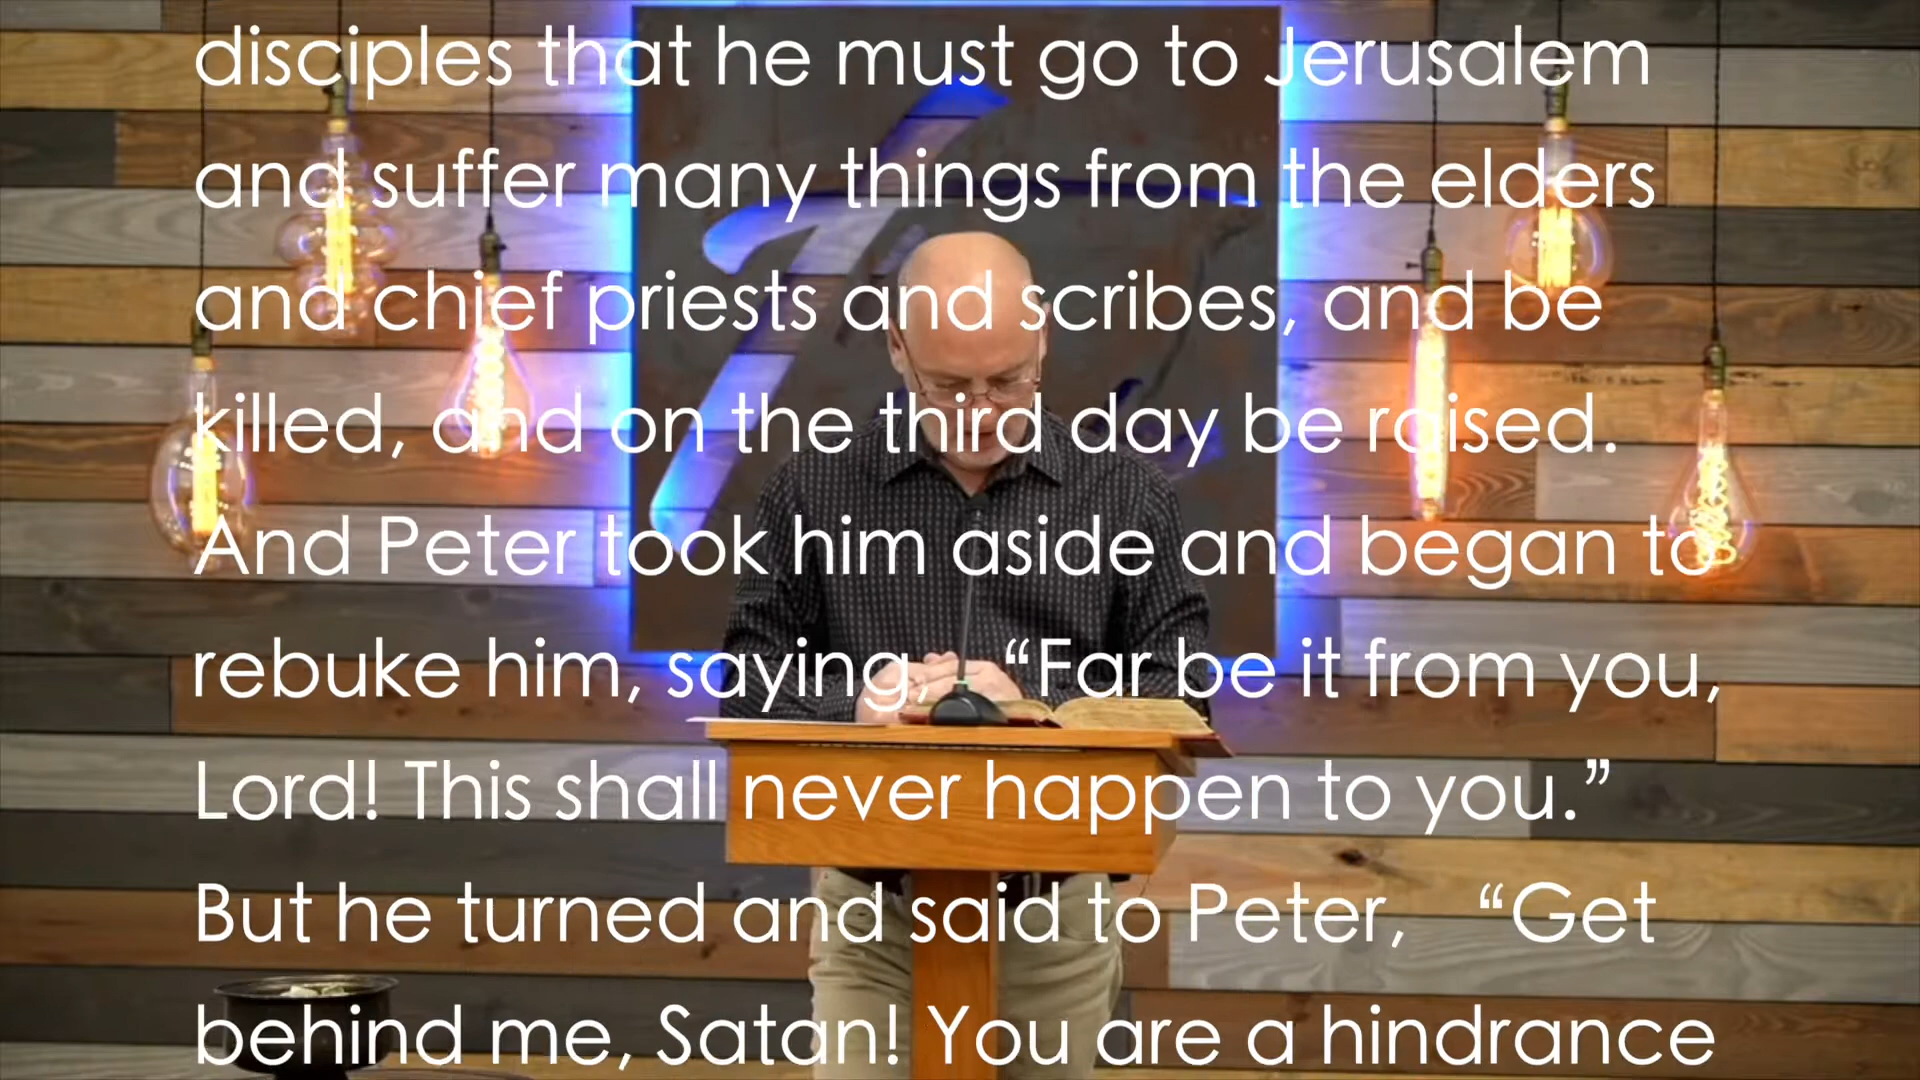 disciples that he must go to Jerusalem
and suffer many things from the elders
and chief priests and scribes, and be
killed, and on the third day be raised.
And Peter took him aside and began to
rebuke him, saying, “Far be it from you,
Lord! This shall never happen to you.”
But he turned and said to Peter, “Get
behind me, Satan! You are a hindrance